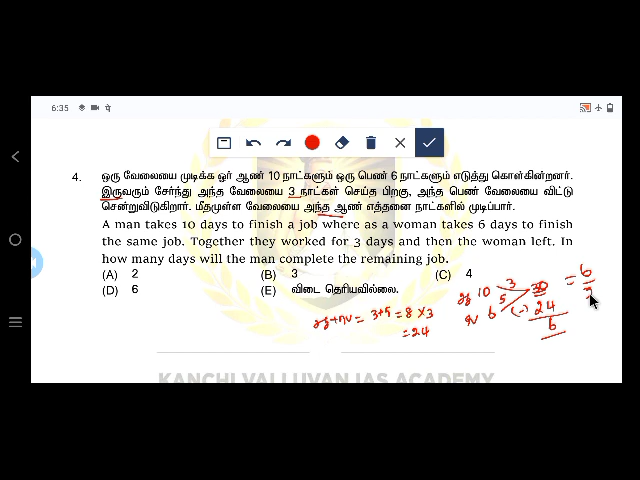 6:35
4. ஒரு வேலையை முடிக்க ஓர் ஆண் 10 நாட்களும் ஒரு பெண் 6 நாட்களும் எடுத்து கொள்கின்றனர்.
இருவரும் சேர்ந்து அந்த வேலையை 3 நாட்கள் செய்த பிறகு, அந்த பெண் வேலையை விட்டு
சென்றுவிடுகிறார். மீதமுள்ள வேலையை அந்த ஆண் எத்தனை நாட்களில் முடிப்பார்.
A man takes 10 days to finish a job where as a woman takes 6 days to finish
the same job. Together they worked for 3 days and then the woman left. In
how many days will the man complete the remaining job.
(A) 2 (B) 3 (C) 4
(D) 6 (E) விடை தெரியவில்லை.
10 3 30 = 6
5
6 (-) 24
6
= 3+5 = 8 × 3
= 24
KANCHI VALLUVAN IAS ACADEMY